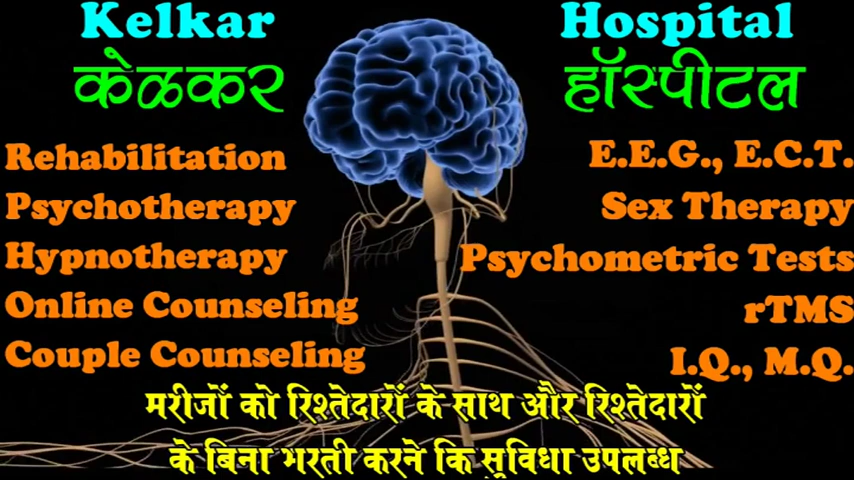 Kelkar Hospital
केळकर हॉस्पीटल
Rehabilitation
Psychotherapy
Hypnotherapy
Online Counseling
Couple Counseling
E.E.G., E.C.T.
Sex Therapy
Psychometric Tests
rTMS
I.Q., M.Q.
मरीजों को रिश्तेदारों के साथ और रिश्तेदारों
के बिना भरती करने कि सुविधा उपलब्ध